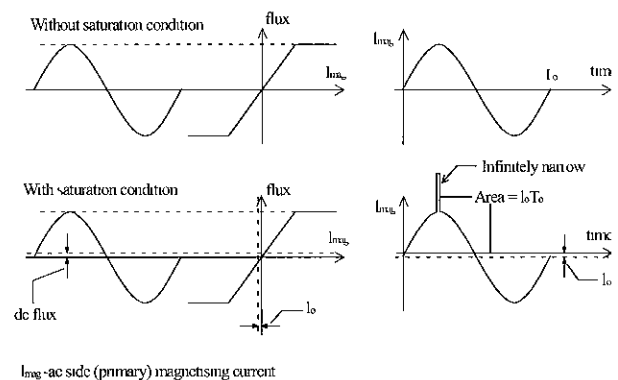 Without saturation condition
flux
Imag
Imag
To
time
With saturation condition
flux
Imag
dc flux
Io
Imag
Infinitely narrow
Area = IoTo
time
Io
Imag -ac side (primary) magnetising current